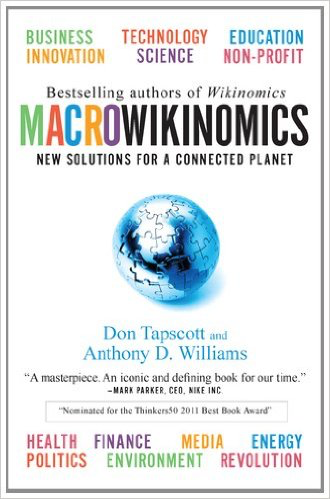 BUSINESS TECHNOLOGY EDUCATION
INNOVATION SCIENCE NON-PROFIT
Bestselling authors of Wikinomics
MACROWIKINOMICS
NEW SOLUTIONS FOR A CONNECTED PLANET
Don Tapscott and
Anthony D. Williams
“A masterpiece. An iconic and defining book for our time.”
—MARK PARKER, CEO, NIKE INC.
“Nominated for the Thinkers50 2011 Best Book Award”
HEALTH FINANCE MEDIA ENERGY
POLITICS ENVIRONMENT REVOLUTION